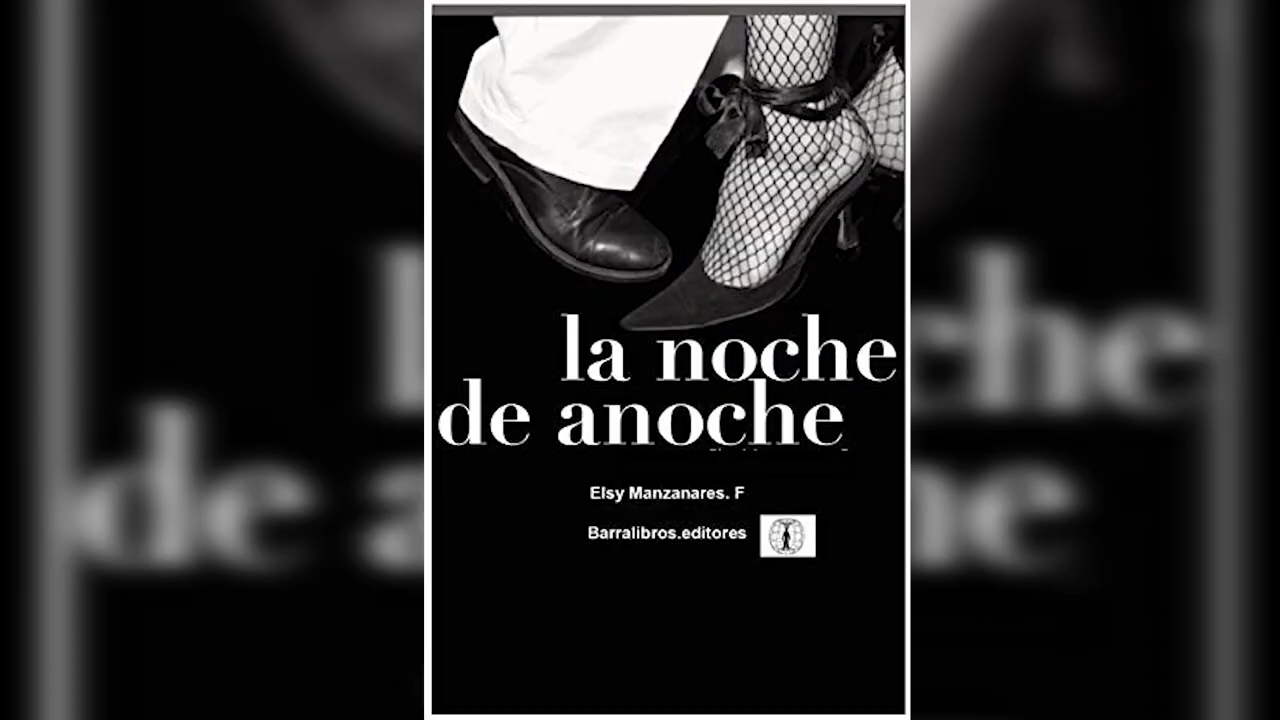 la noche
de anoche
Elsy Manzanares. F
Barralibros.editores